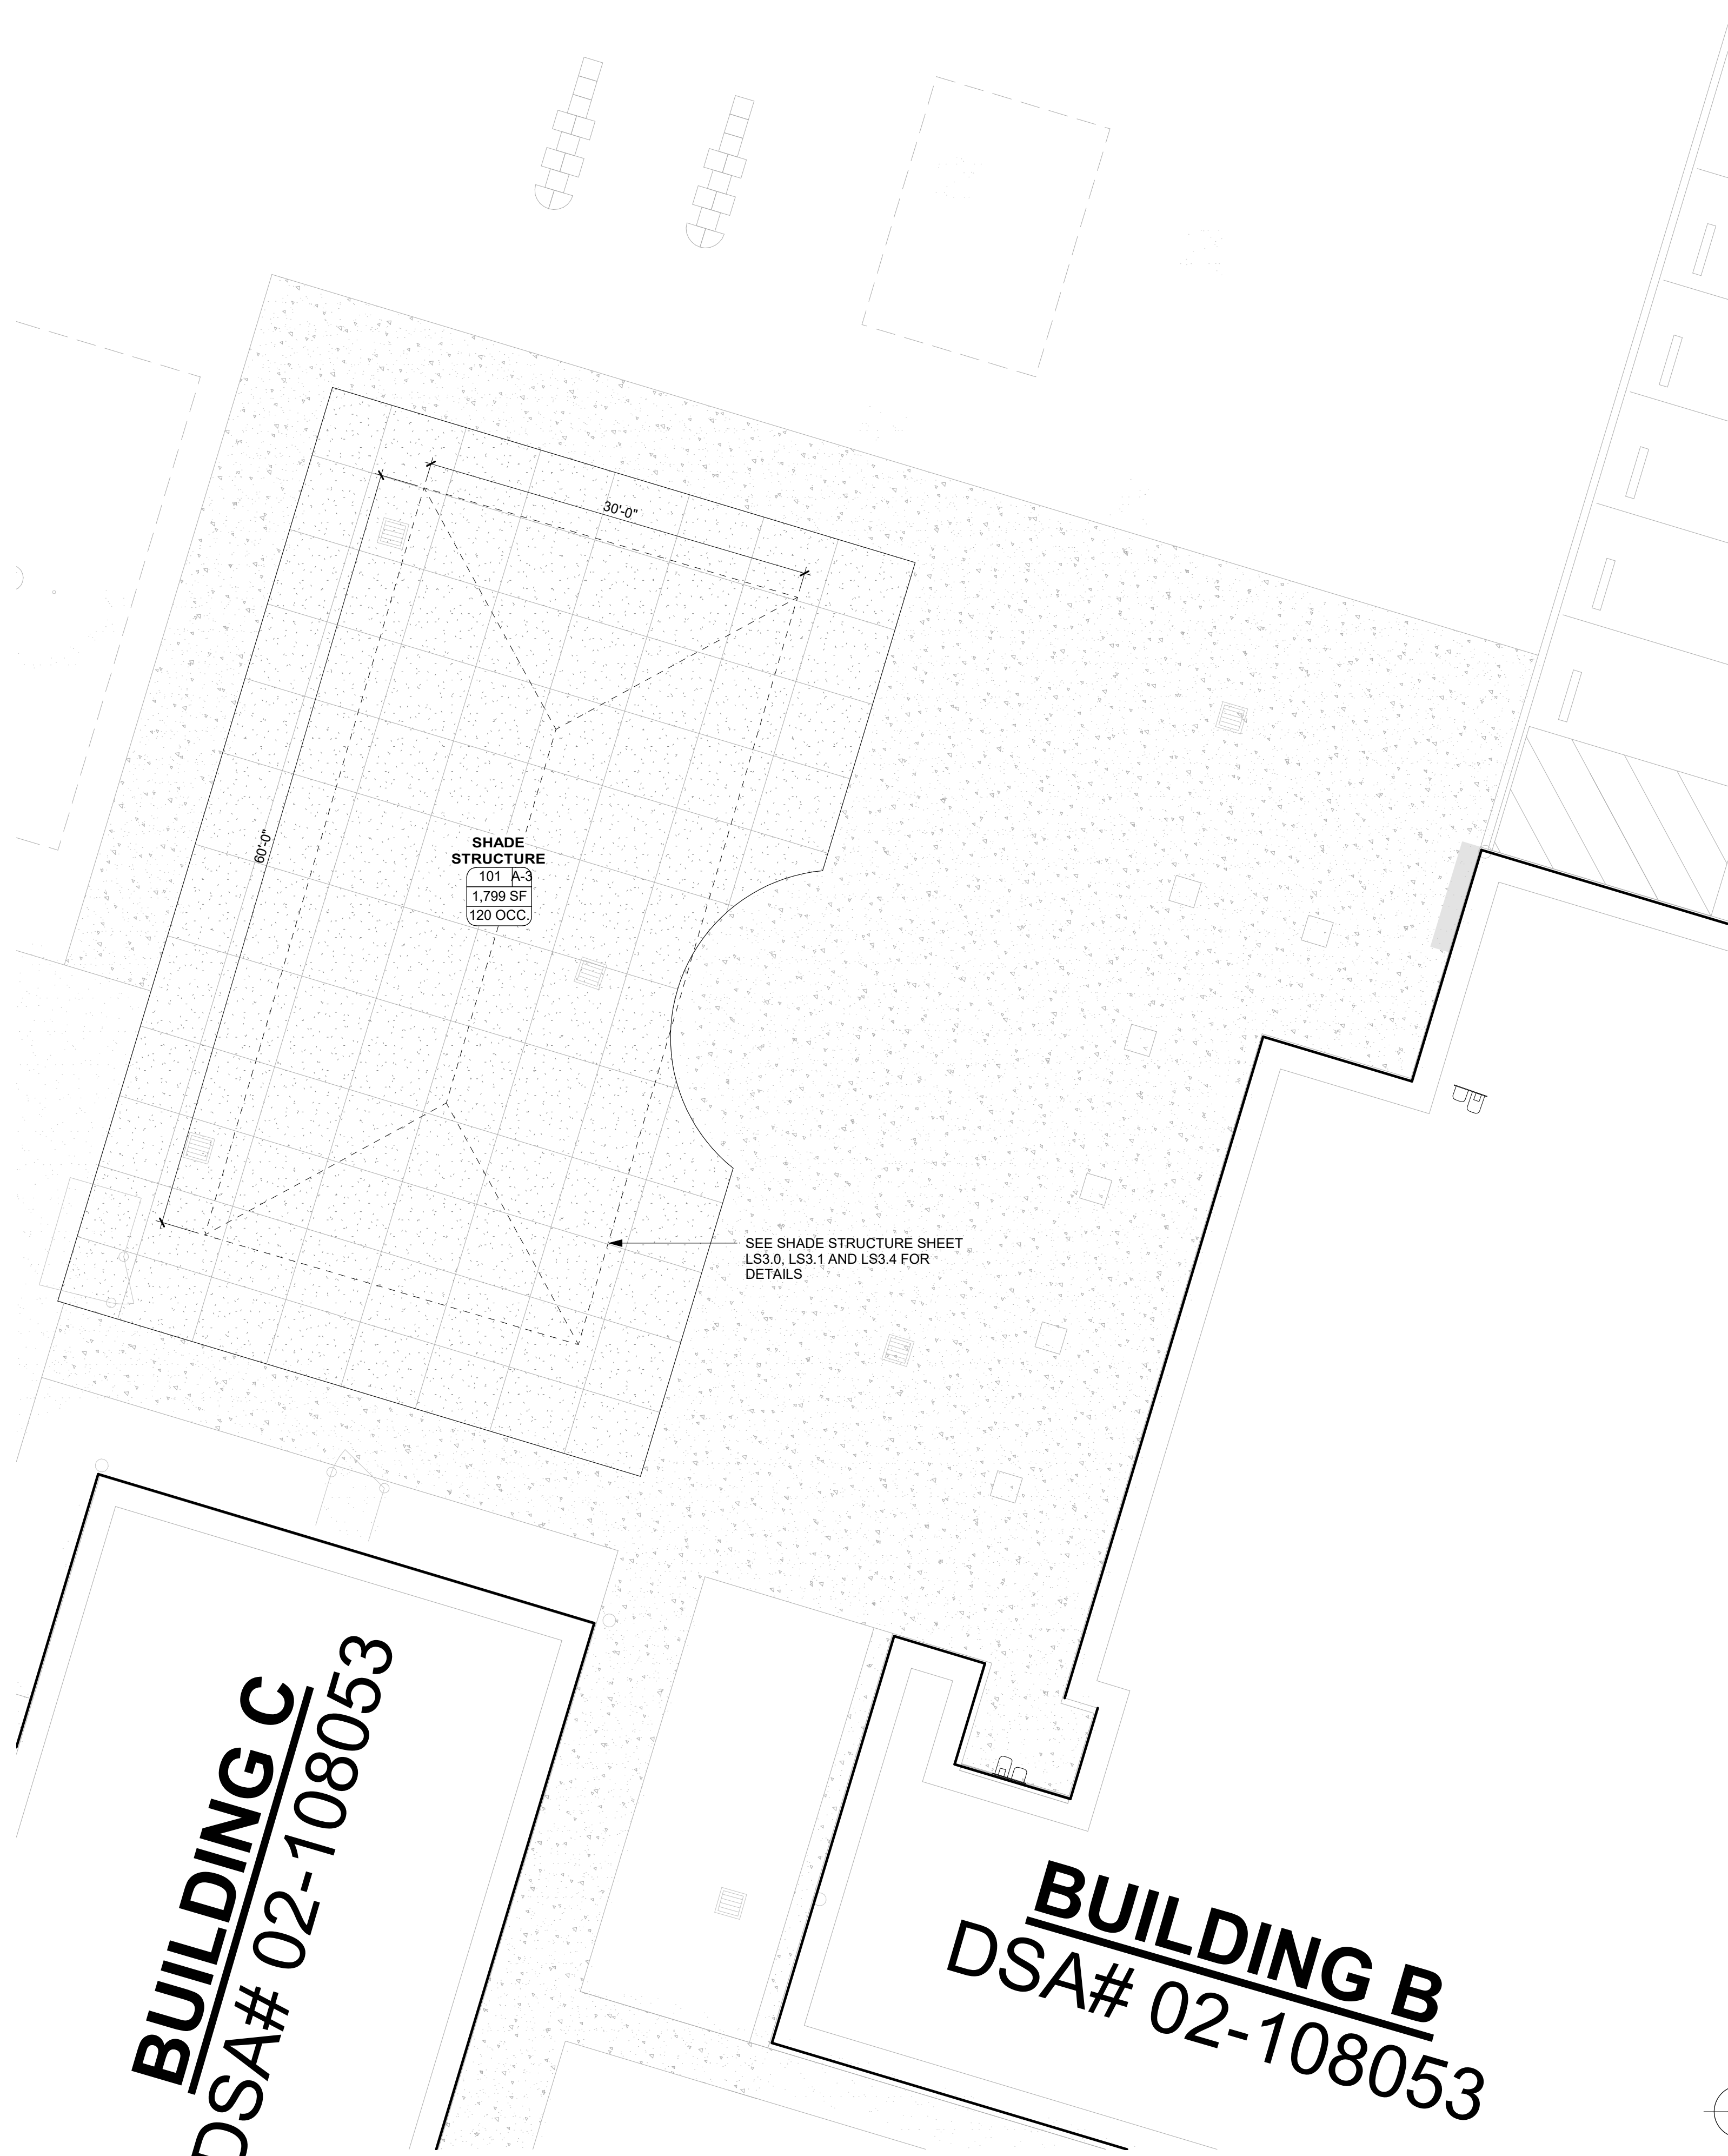 30'-0"
60'-0"
SHADE
STRUCTURE
101 A-3
1,799 SF
120 OCC.
SEE SHADE STRUCTURE SHEET
LS3.0, LS3.1 AND LS3.4 FOR
DETAILS
BUILDING C
DSA# 02-108053
BUILDING B
DSA# 02-108053